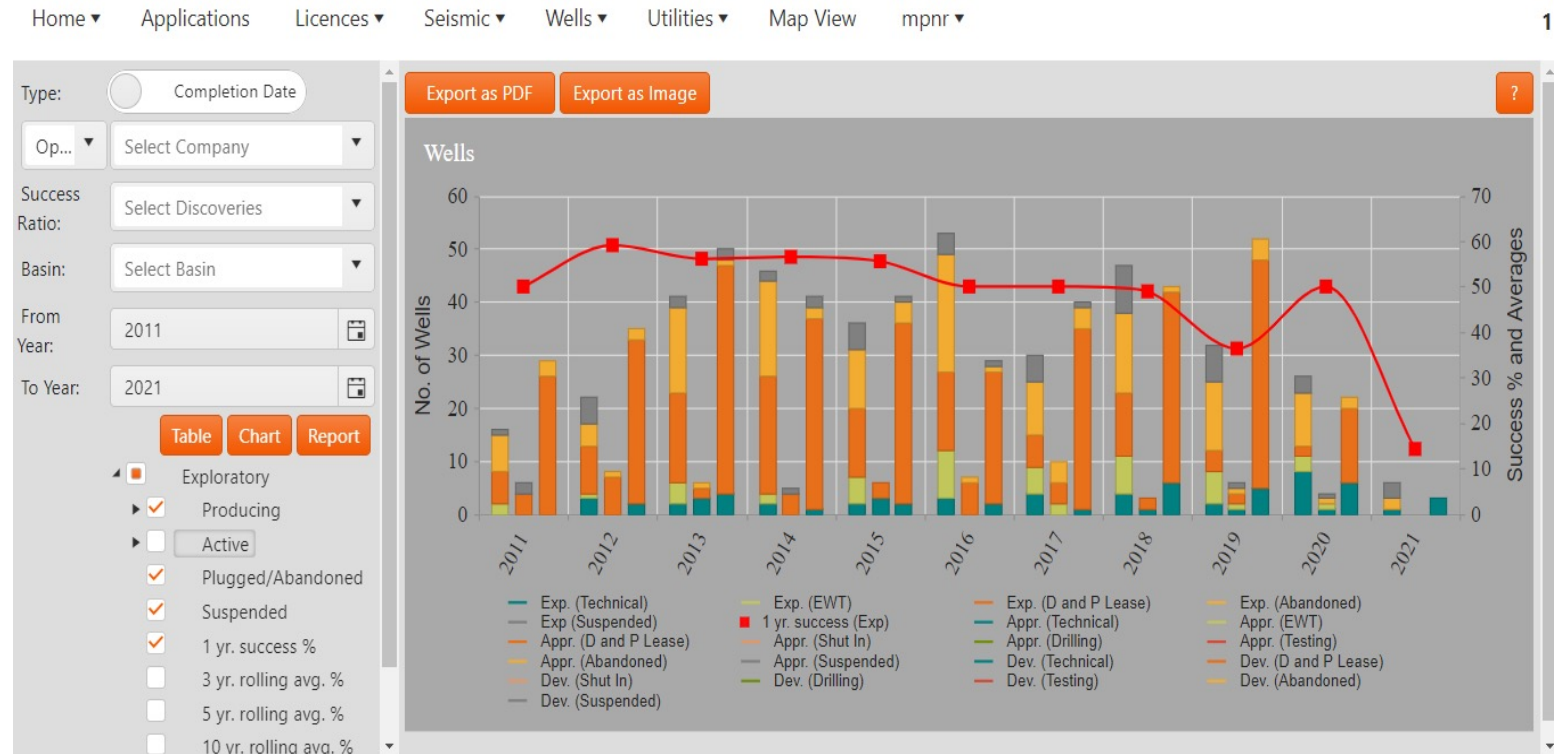 Home Applications Licences Seismic Wells Utilities Map View mpnr 1
Type: Completion Date
Op... Select Company
Success Ratio: Select Discoveries
Basin: Select Basin
From Year: 2011
To Year: 2021
Table Chart Report
Exploratory
Producing
Active
Plugged/Abandoned
Suspended
1 yr. success %
3 yr. rolling avg. %
5 yr. rolling avg. %
10 yr. rolling avg. %
Export as PDF Export as Image ?
Wells
No. of Wells
60
50
40
30
20
10
0
70
60
50
40
30
20
10
0
Success % and Averages
2011 2012 2013 2014 2015 2016 2017 2018 2019 2020 2021
Exp. (Technical) Exp. (EWT) Exp. (D and P Lease) Exp. (Abandoned)
Exp (Suspended) 1 yr. success (Exp) Appr. (Technical) Appr. (EWT)
Appr. (D and P Lease) Appr. (Shut In) Appr. (Drilling) Appr. (Testing)
Appr. (Abandoned) Appr. (Suspended) Dev. (Technical) Dev. (D and P Lease)
Dev. (Shut In) Dev. (Drilling) Dev. (Testing) Dev. (Abandoned)
Dev. (Suspended)